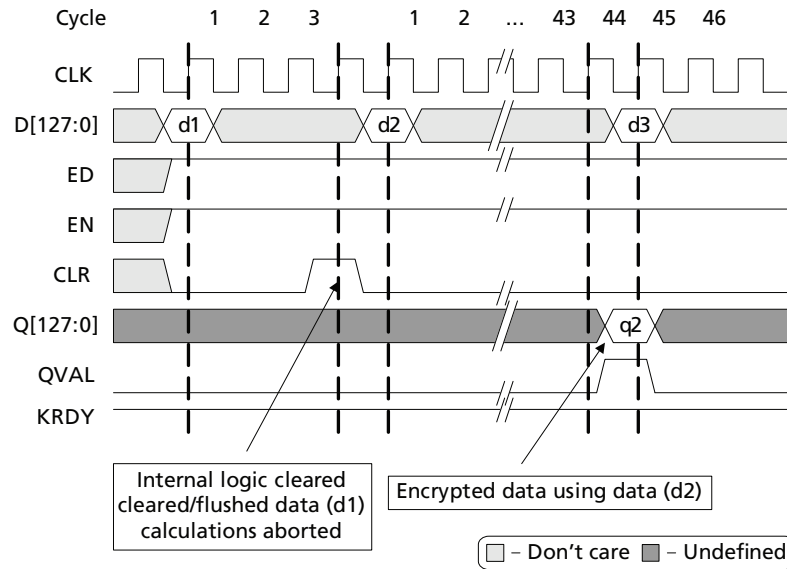 Cycle 1 2 3 1 2 ... 43 44 45 46
CLK
D[127:0] d1 d2 d3
ED
EN
CLR
Q[127:0] q2
QVAL
KRDY
Internal logic cleared
cleared/flushed data (d1)
calculations aborted
Encrypted data using data (d2)
– Don't care – Undefined